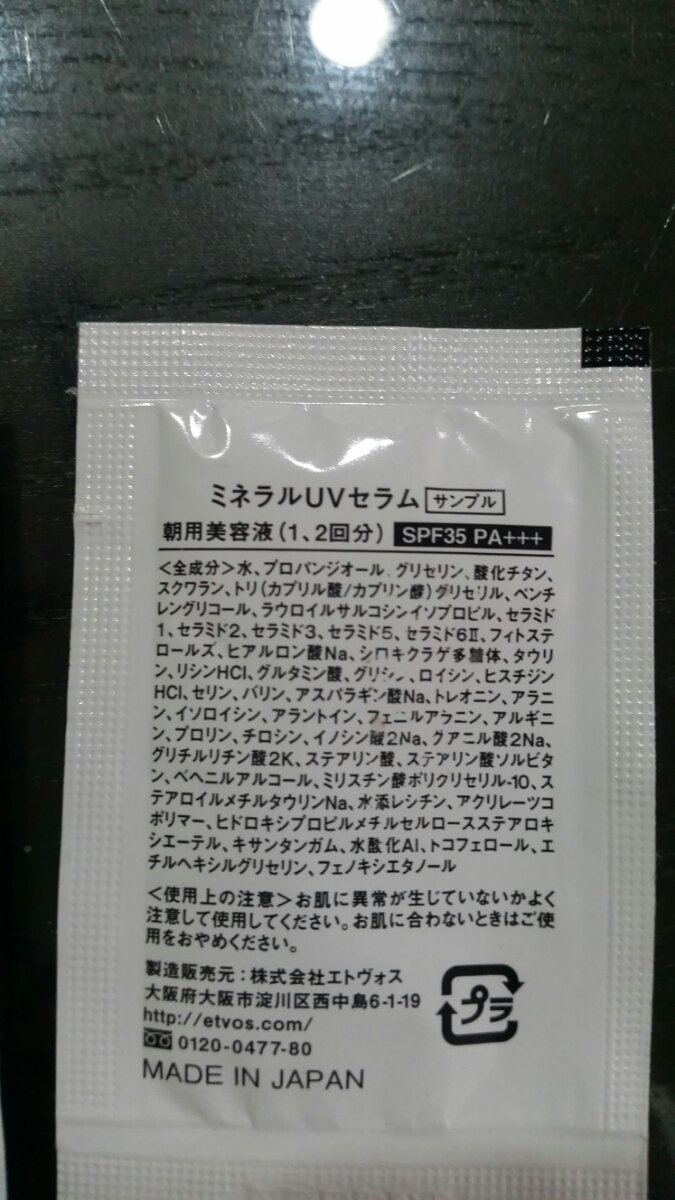 ミネラルUVセラム サンプル
朝用美容液(1、2回分) SPF35 PA+++
<全成分>水、プロパンジオール、グリセリン、酸化チタン、
スクワラン、トリ(カプリル酸/カプリン酸)グリセリル、ペンチ
レングリコール、ラウロイルサルコシンイソプロピル、セラミド
1、セラミド2、セラミド3、セラミド5、セラミド6Ⅱ、フィトステ
ロールズ、ヒアルロン酸Na、シロキクラゲ多糖体、タウリ
ン、リシンHCl、グルタミン酸、グリシン、ロイシン、ヒスチジン
HCl、セリン、バリン、アスパラギン酸Na、トレオニン、アラニ
ン、イソロイシン、アラントイン、フェニルアラニン、アルギニ
ン、プロリン、チロシン、イノシン酸2Na、グアニル酸2Na、
グリチルリチン酸2K、ステアリン酸、ステアリン酸ソルビタ
ン、ベヘニルアルコール、ミリスチン酸ポリグリセリル-10、ス
テアロイルメチルタウリンNa、水添レシチン、アクリレーツコ
ポリマー、ヒドロキシプロピルメチルセルロースステアロキ
シエーテル、キサンタンガム、水酸化Al、トコフェロール、エ
チルヘキシルグリセリン、フェノキシエタノール
<使用上の注意>お肌に異常が生じていないかよく
注意して使用してください。お肌に合わないときはご使
用をおやめください。
製造販売元:株式会社エトヴォス
大阪府大阪市淀川区西中島6-1-19
http://etvos.com/
0120-0477-80
MADE IN JAPAN
プラ